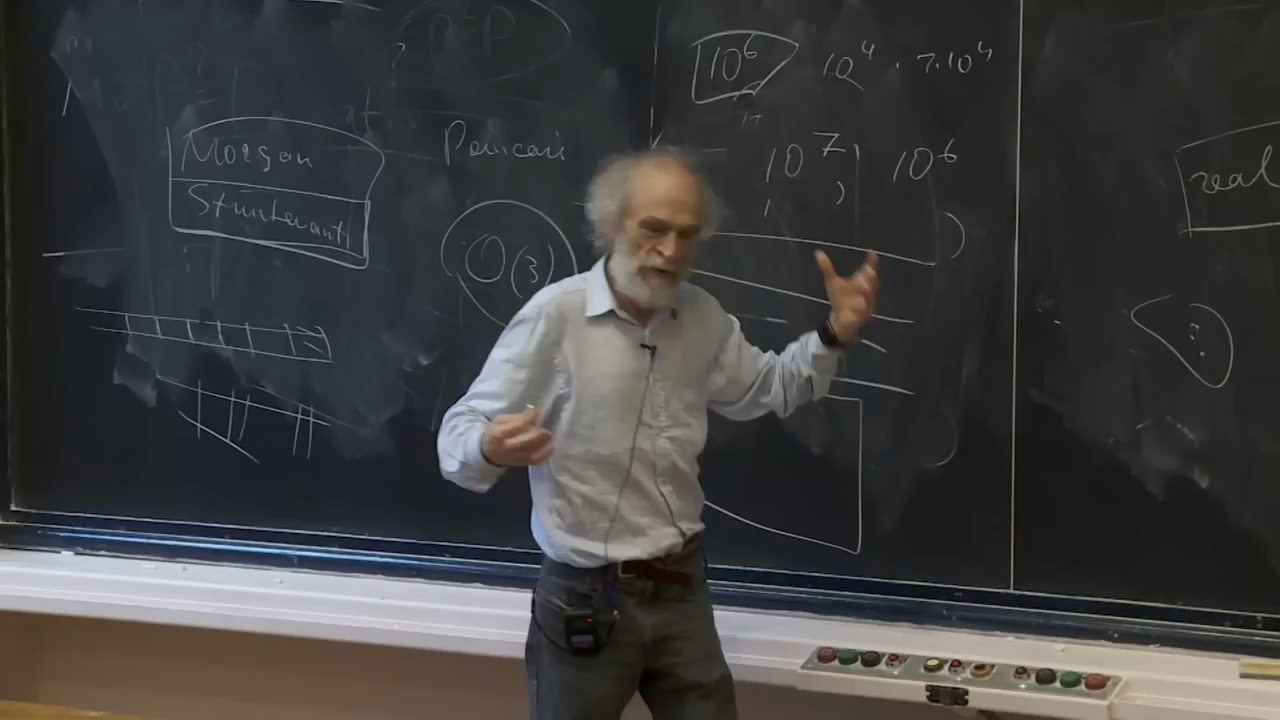 P=P
?
Morgan
Sturtevant
Poincaré
O(3)
10⁶ 10⁴ · 7·10⁴
10⁷, 10⁶
real
?